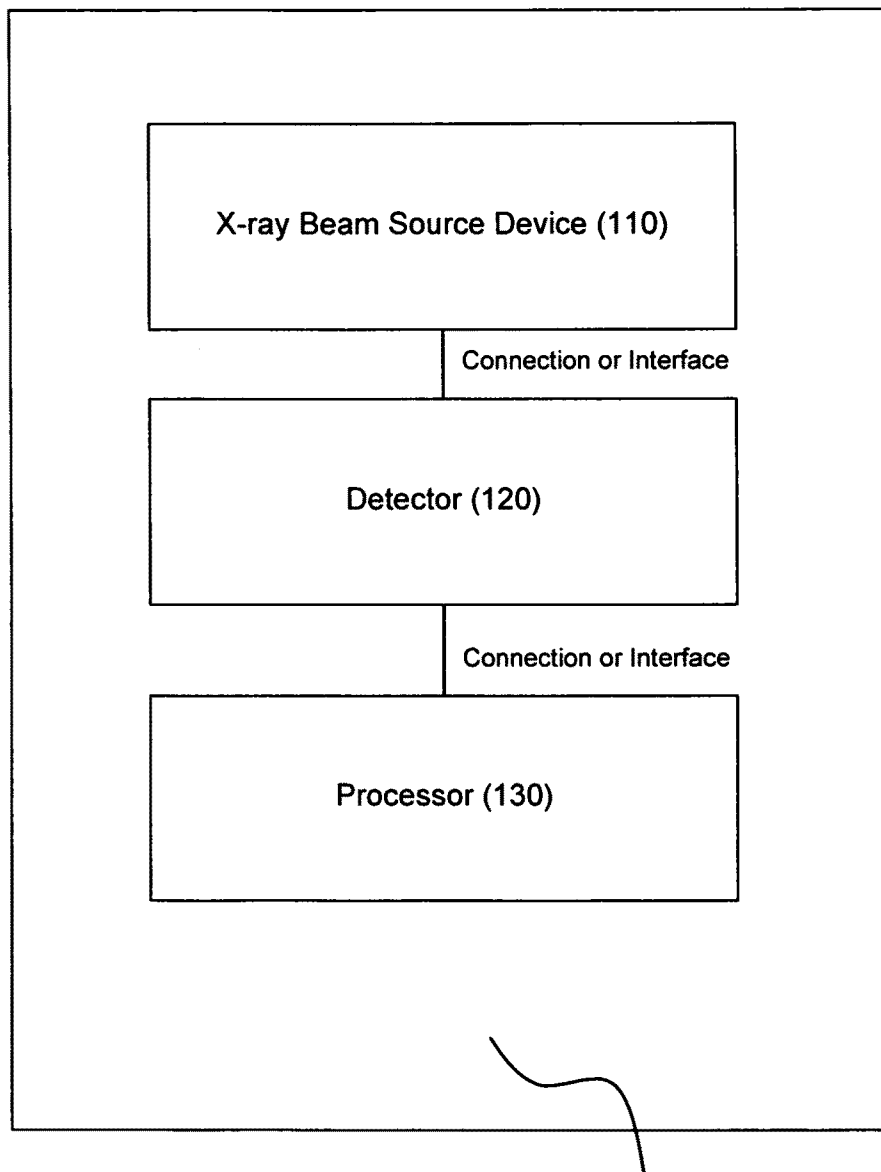 X-ray Beam Source Device (110)
Connection or Interface
Detector (120)
Connection or Interface
Processor (130)